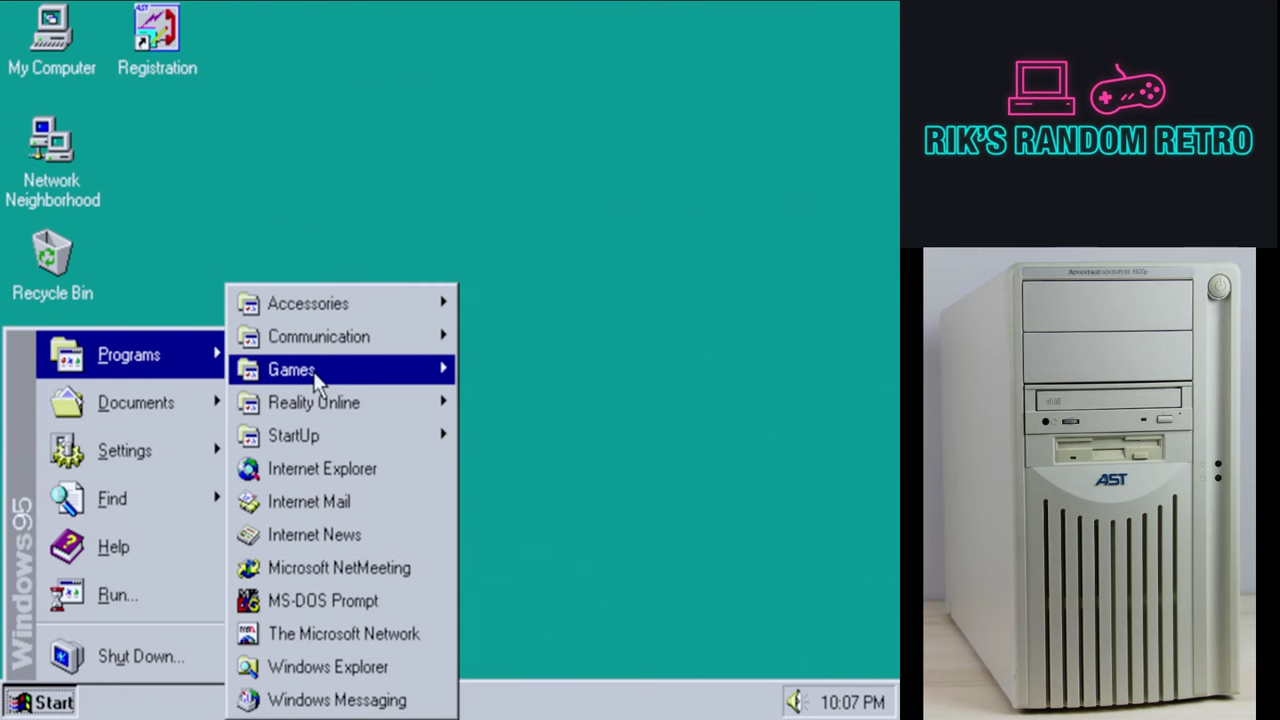 My Computer
Registration
Network
Neighborhood
Recycle Bin
Programs
Documents
Settings
Find
Help
Run...
Shut Down...
Windows95
Accessories
Communication
Games
Reality Online
StartUp
Internet Explorer
Internet Mail
Internet News
Microsoft NetMeeting
MS-DOS Prompt
The Microsoft Network
Windows Explorer
Windows Messaging
Start
10:07 PM
RIK'S RANDOM RETRO
AST